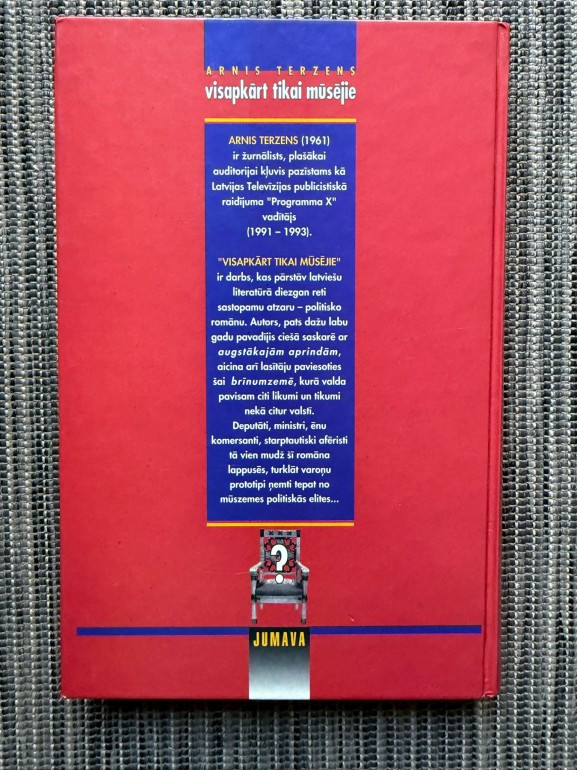 ARNIS TERZENS
visapkārt tikai mūsējie
ARNIS TERZENS (1961)
ir žurnālists, plašākai
auditorijai kļuvis pazīstams kā
Latvijas Televīzijas publicistiskā
raidījuma "Programma X"
vadītājs
(1991 – 1993).
"VISAPKĀRT TIKAI MŪSĒJIE"
ir darbs, kas pārstāv latviešu
literatūrā diezgan reti
sastopamu atzaru – politisko
romānu. Autors, pats dažu labu
gadu pavadījis ciešā saskarē ar
augstākajām aprindām,
aicina arī lasītāju paviesoties
šai brīnumzemē, kurā valda
pavisam citi likumi un tikumi
nekā citur valstī.
Deputāti, ministri, ēnu
komersanti, starptautiski afēristi
tā vien mudž šī romāna
lappusēs, turklāt varoņu
prototipi ņemti tepat no
mūszemes politiskās elites...
?
JUMAVA